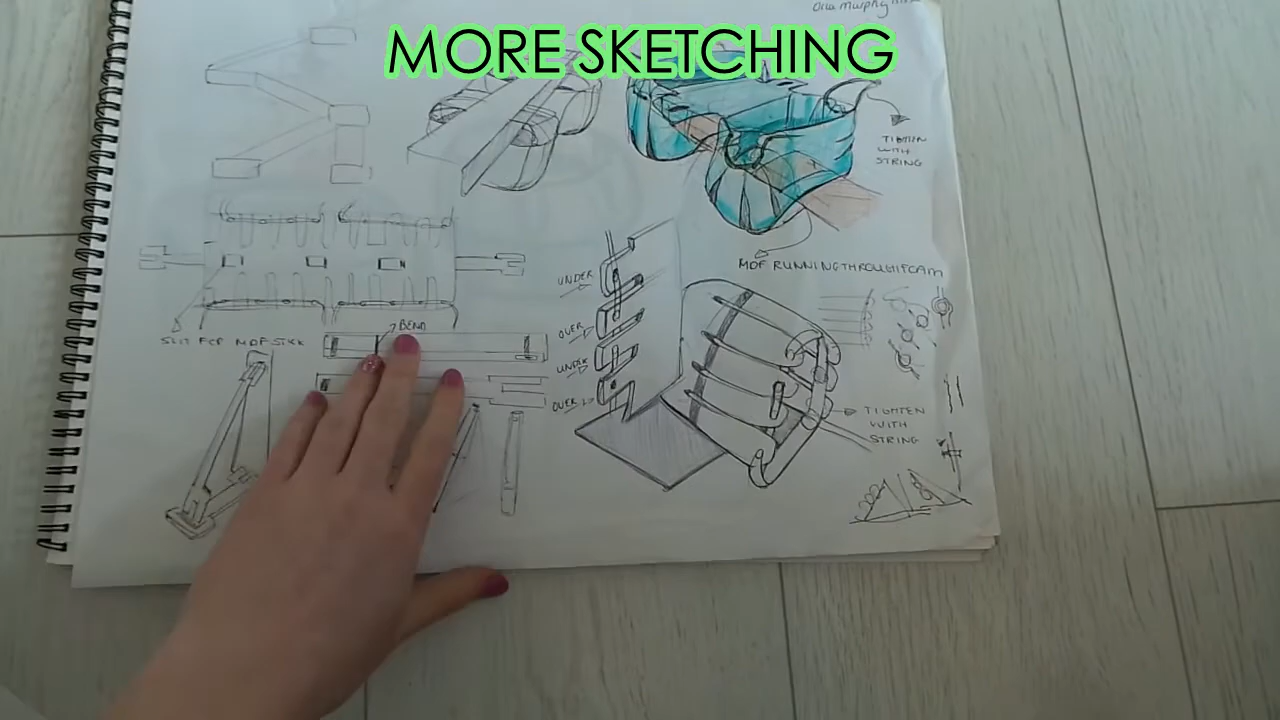 MORE SKETCHING
TIGHTEN
WITH
STRING
MDF RUNNING THROUGH FOAM
UNDER
OVER
UNDER
OVER
BEND
SLIT FOR MDF STICK
TIGHTEN
WITH
STRING